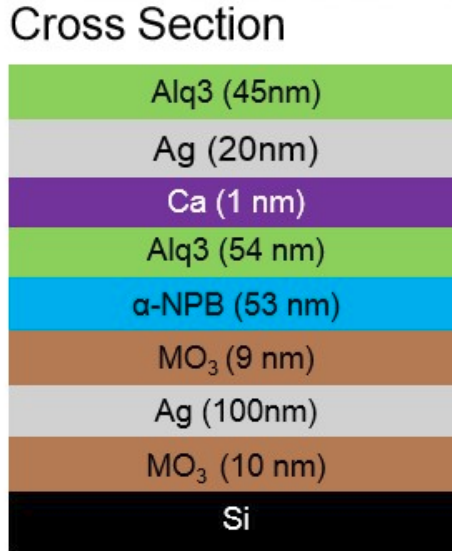 Cross Section
Alq3 (45nm)
Ag (20nm)
Ca (1 nm)
Alq3 (54 nm)
α-NPB (53 nm)
MO₃ (9 nm)
Ag (100nm)
MO₃ (10 nm)
Si